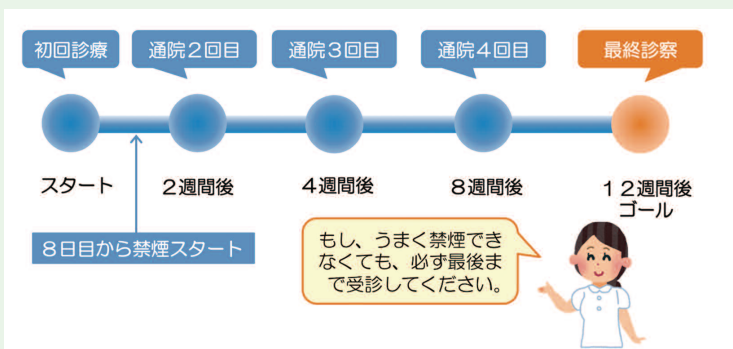 初回診療
通院２回目
通院３回目
通院４回目
最終診察
スタート
２週間後
４週間後
８週間後
１２週間後
ゴール
８日目から禁煙スタート
もし、うまく禁煙でき
なくても、必ず最後ま
で受診してください。